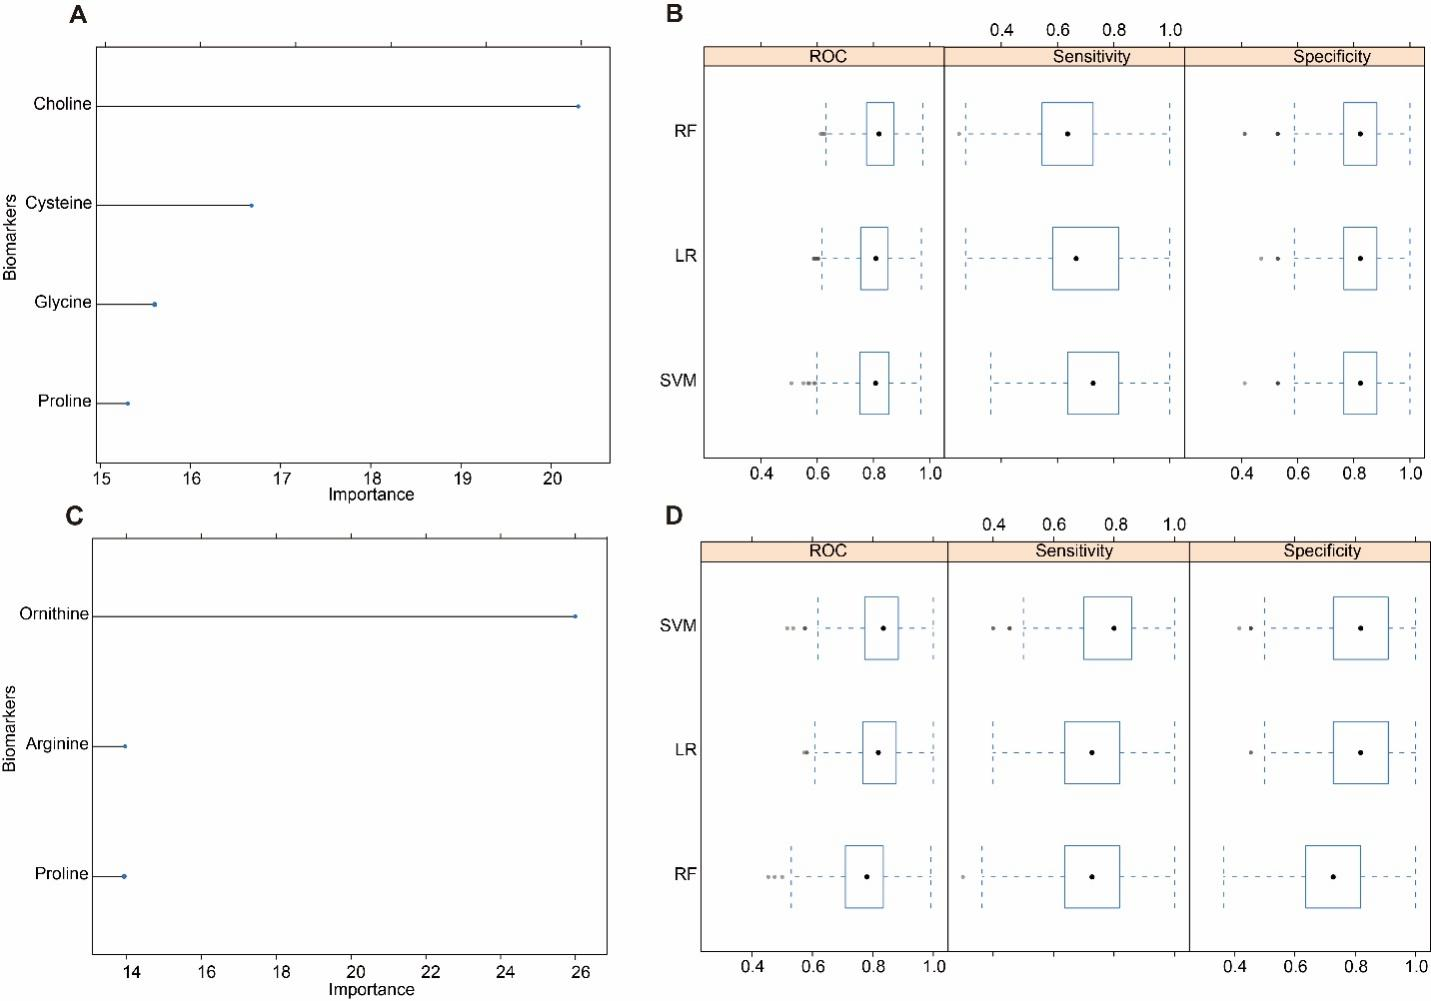 A
Choline
Cysteine
Glycine
Proline
Biomarkers
15 16 17 18 19 20
Importance
B
0.4 0.6 0.8 1.0
ROC Sensitivity Specificity
RF
LR
SVM
0.4 0.6 0.8 1.0 0.4 0.6 0.8 1.0
C
Ornithine
Arginine
Proline
Biomarkers
14 16 18 20 22 24 26
Importance
D
0.4 0.6 0.8 1.0
ROC Sensitivity Specificity
SVM
LR
RF
0.4 0.6 0.8 1.0 0.4 0.6 0.8 1.0